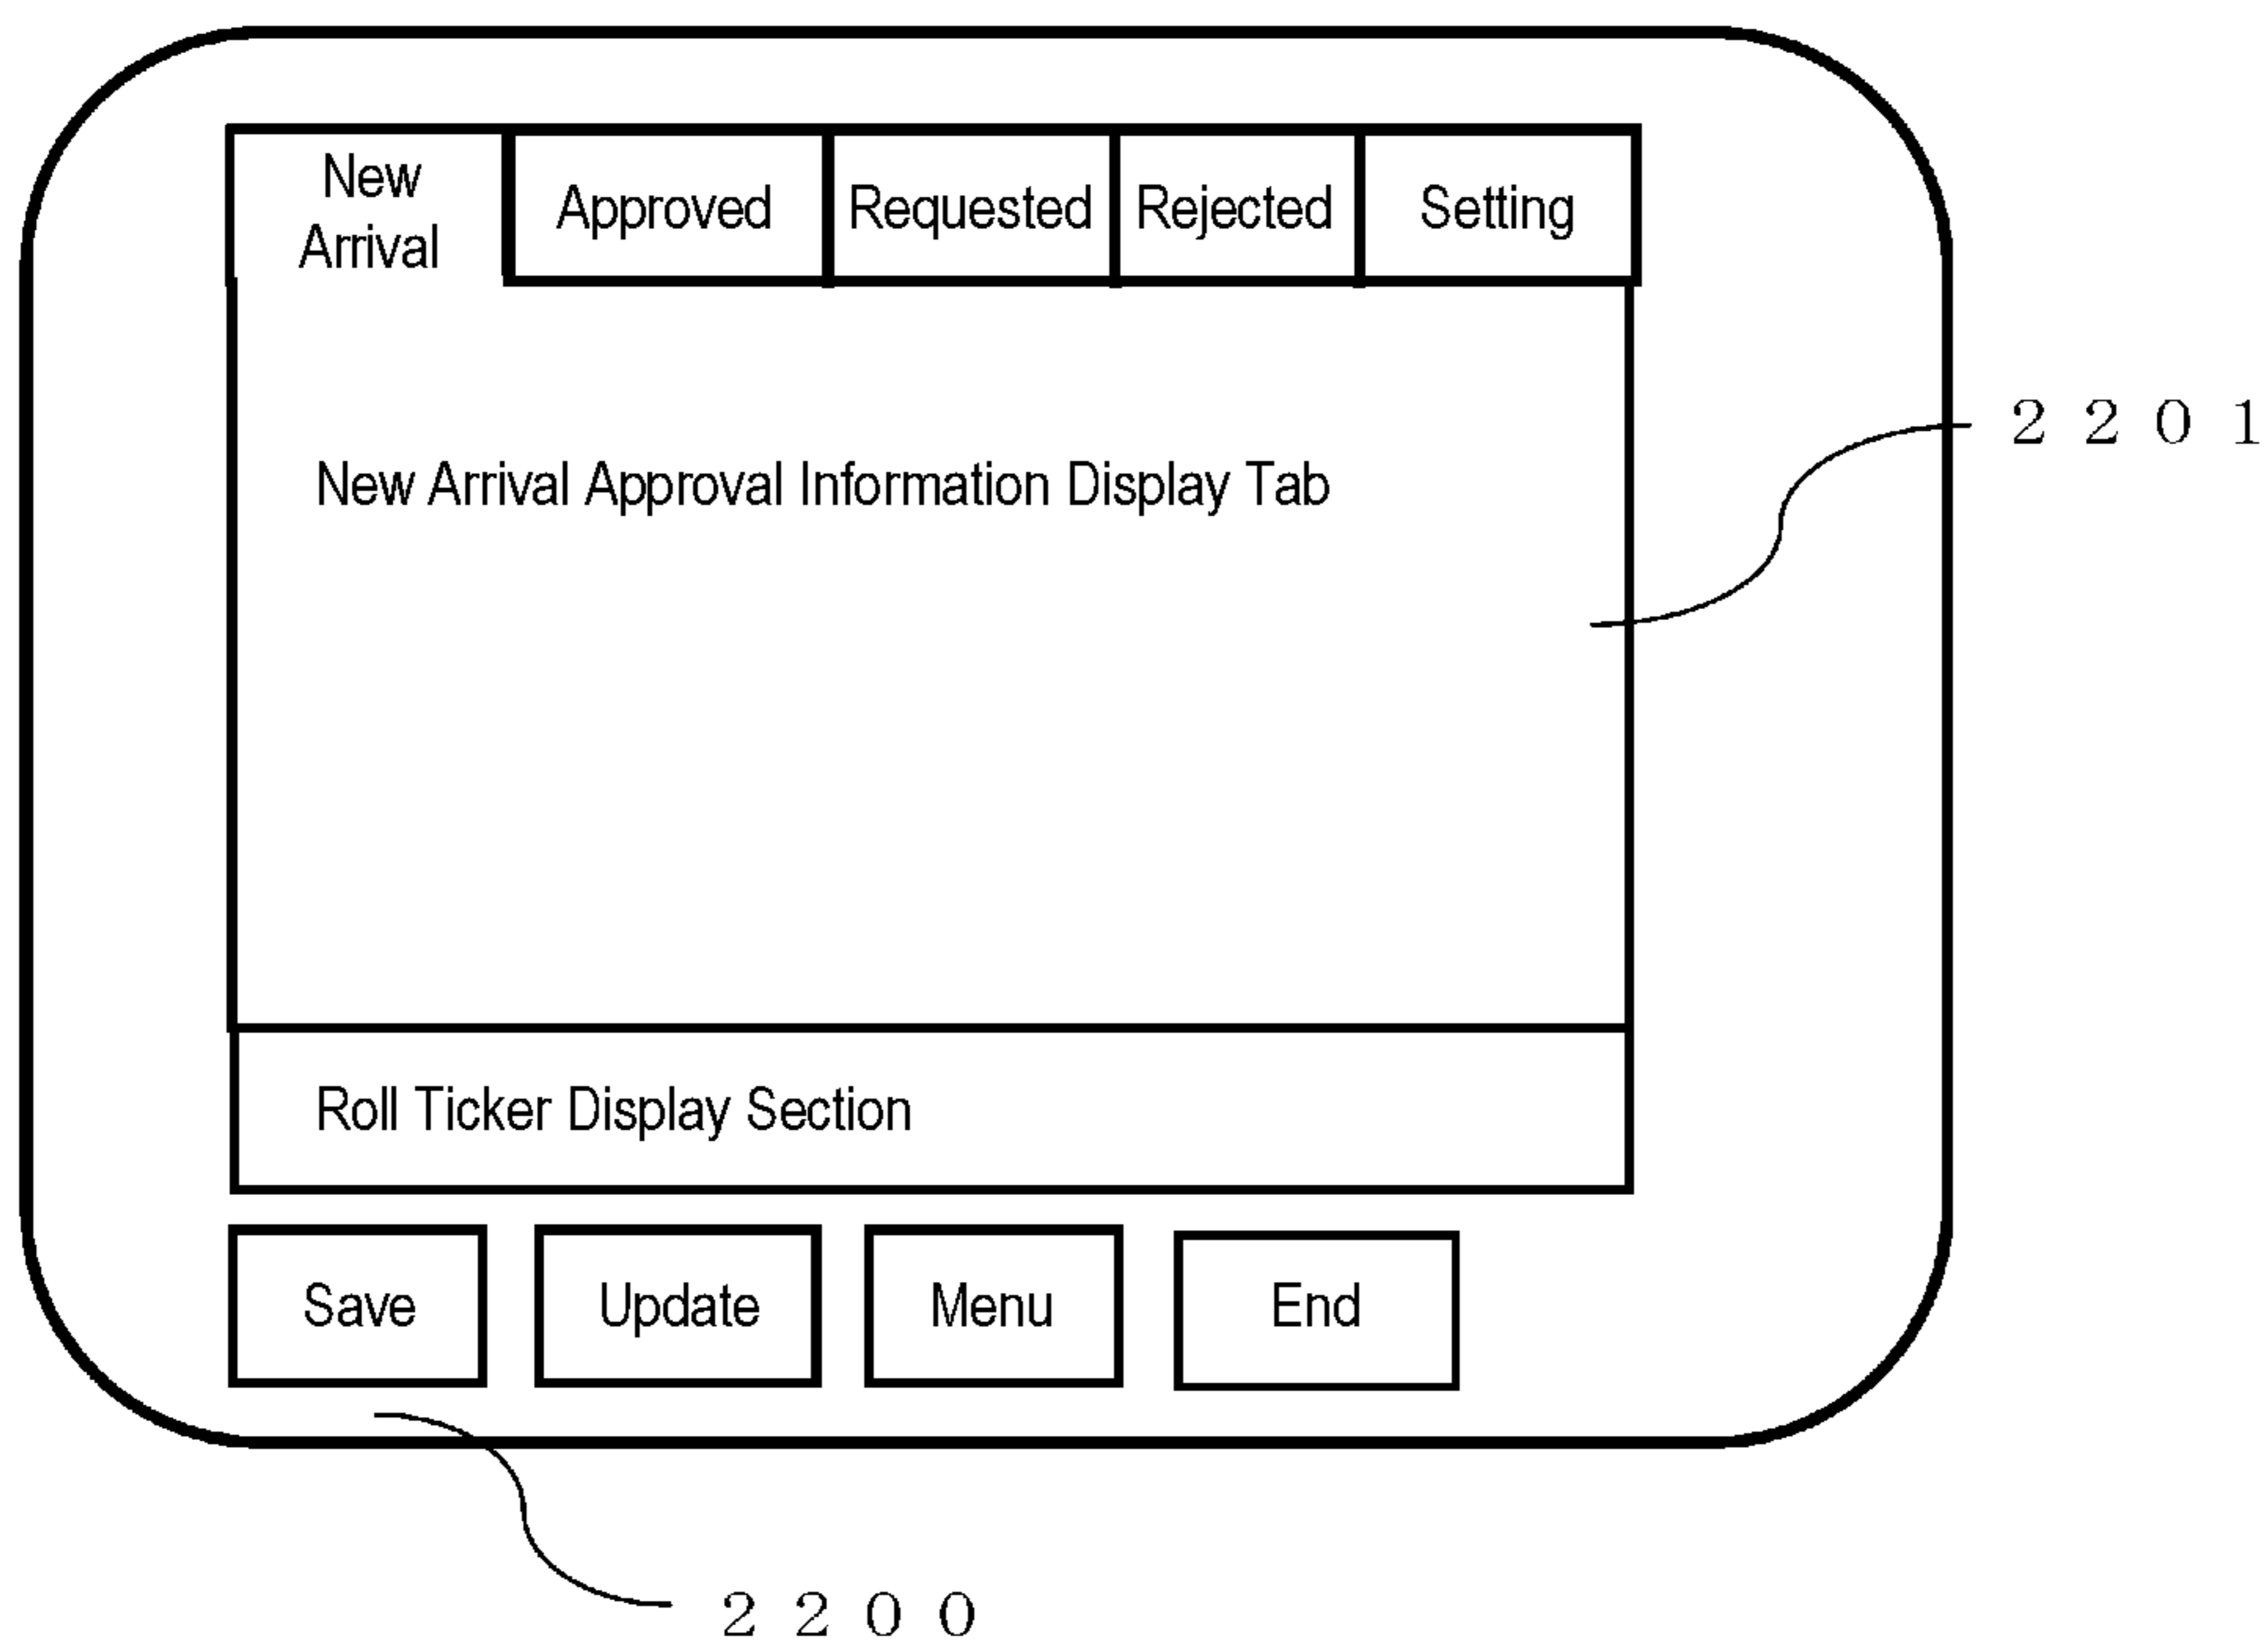 New
Arrival
Approved
Requested
Rejected
Setting
２２０１
New Arrival Approval Information Display Tab
Roll Ticker Display Section
Save
Update
Menu
End
２２００